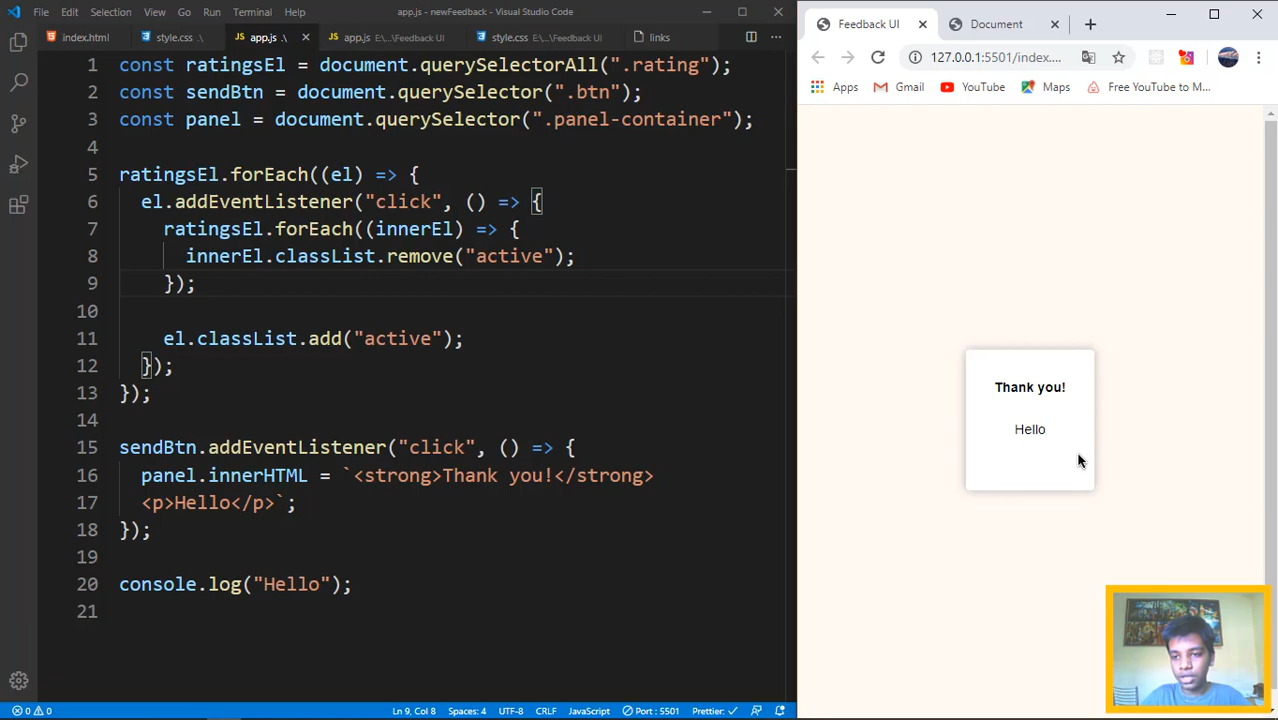 File Edit Selection View Go Run Terminal Help app.js - newFeedback - Visual Studio Code
index.html style.css .\ app.js .\ app.js E:\...\Feedback UI style.css E:\...\Feedback UI links
1 const ratingsEl = document.querySelectorAll(".rating");
2 const sendBtn = document.querySelector(".btn");
3 const panel = document.querySelector(".panel-container");
4
5 ratingsEl.forEach((el) => {
6 el.addEventListener("click", () => {
7 ratingsEl.forEach((innerEl) => {
8 innerEl.classList.remove("active");
9 });
10
11 el.classList.add("active");
12 });
13 });
14
15 sendBtn.addEventListener("click", () => {
16 panel.innerHTML = `<strong>Thank you!</strong>
17 <p>Hello</p>`;
18 });
19
20 console.log("Hello");
21
0 0 Ln 9, Col 8 Spaces: 4 UTF-8 CRLF JavaScript Port : 5501 Prettier: ✓
Feedback UI Document
127.0.0.1:5501/index....
Apps Gmail YouTube Maps Free YouTube to M...
Thank you!
Hello